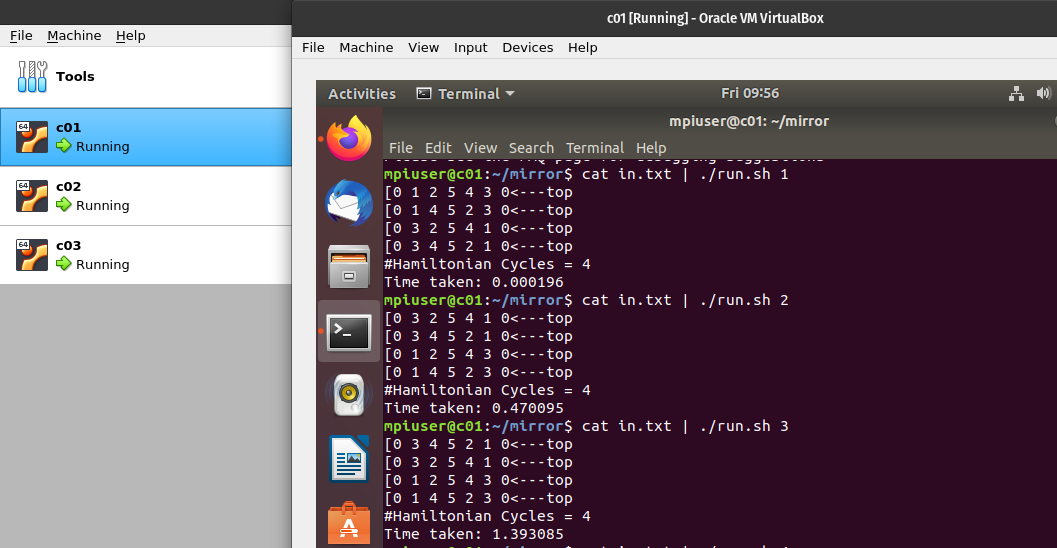 File Machine Help
Tools
64
c01
Running
64
c02
Running
64
c03
Running
c01 [Running] - Oracle VM VirtualBox
File Machine View Input Devices Help
Activities Terminal Fri 09:56
mpiuser@c01: ~/mirror
File Edit View Search Terminal Help
mpiuser@c01:~/mirror$ cat in.txt | ./run.sh 1
[0 1 2 5 4 3 0<---top
[0 1 4 5 2 3 0<---top
[0 3 2 5 4 1 0<---top
[0 3 4 5 2 1 0<---top
#Hamiltonian Cycles = 4
Time taken: 0.000196
mpiuser@c01:~/mirror$ cat in.txt | ./run.sh 2
[0 3 2 5 4 1 0<---top
[0 3 4 5 2 1 0<---top
[0 1 2 5 4 3 0<---top
[0 1 4 5 2 3 0<---top
#Hamiltonian Cycles = 4
Time taken: 0.470095
mpiuser@c01:~/mirror$ cat in.txt | ./run.sh 3
[0 3 4 5 2 1 0<---top
[0 3 2 5 4 1 0<---top
[0 1 2 5 4 3 0<---top
[0 1 4 5 2 3 0<---top
#Hamiltonian Cycles = 4
Time taken: 1.393085